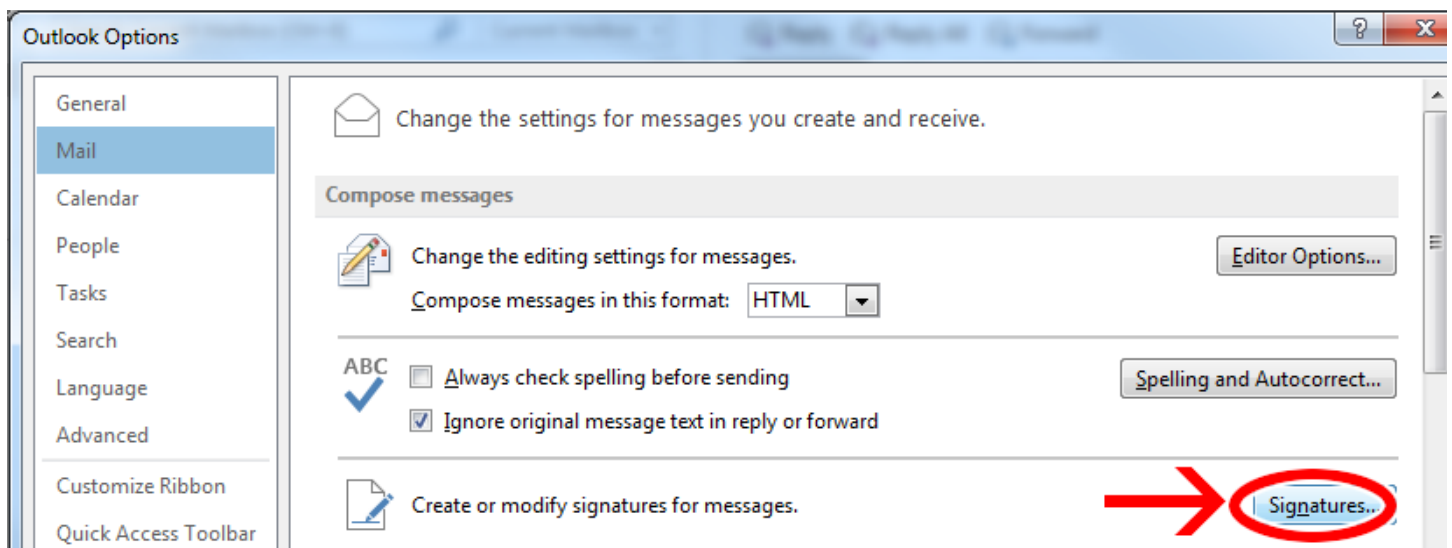 Outlook Options
General
Mail
Calendar
People
Tasks
Search
Language
Advanced
Customize Ribbon
Quick Access Toolbar
Change the settings for messages you create and receive.
Compose messages
Change the editing settings for messages.
Editor Options...
Compose messages in this format: HTML
ABC
Always check spelling before sending
Spelling and Autocorrect...
Ignore original message text in reply or forward
Create or modify signatures for messages.
Signatures...